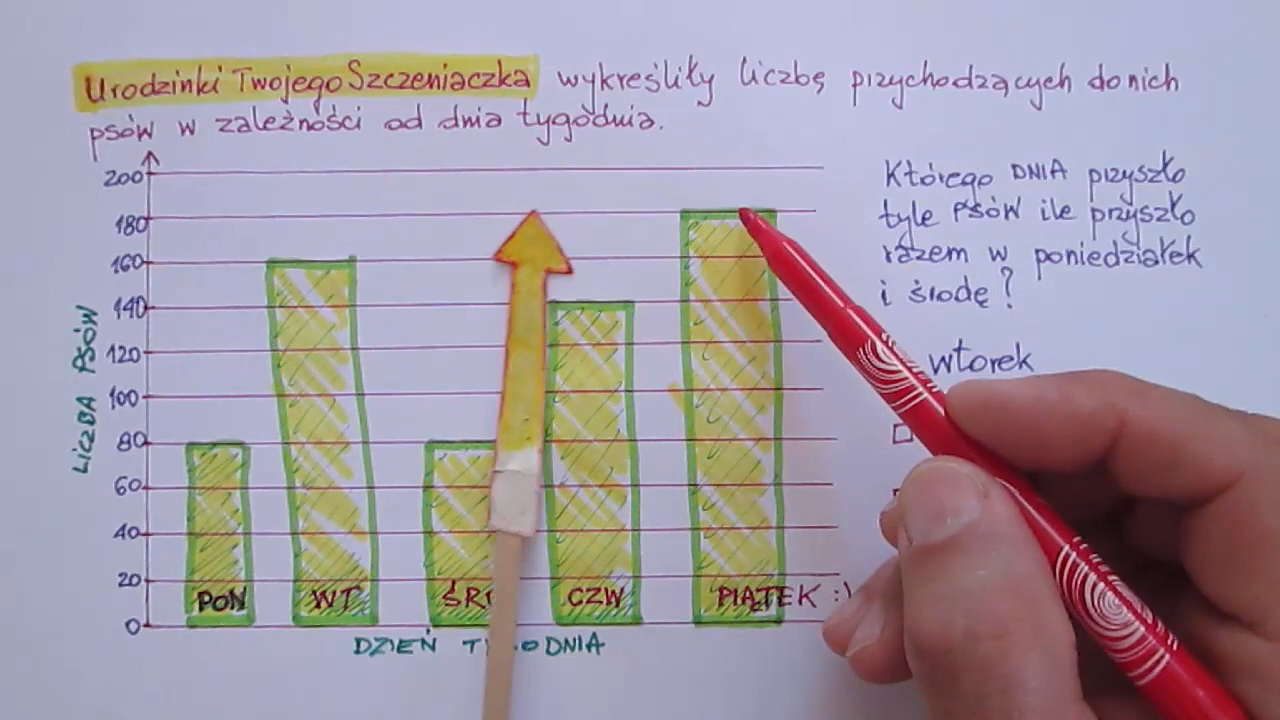 Urodzinki Twojego Szczeniaczka wykreśliły liczbę przychodzących do nich
psów w zależności od dnia tygodnia.
200
180
160
140
120
100
80
60
40
20
0
LICZBA PSÓW
PON WT CZW PIĄTEK :)
DZIEŃ
Którego DNIA przyszło
tyle PSÓW ile przyszło
razem w poniedziałek
i środę?
wtorek